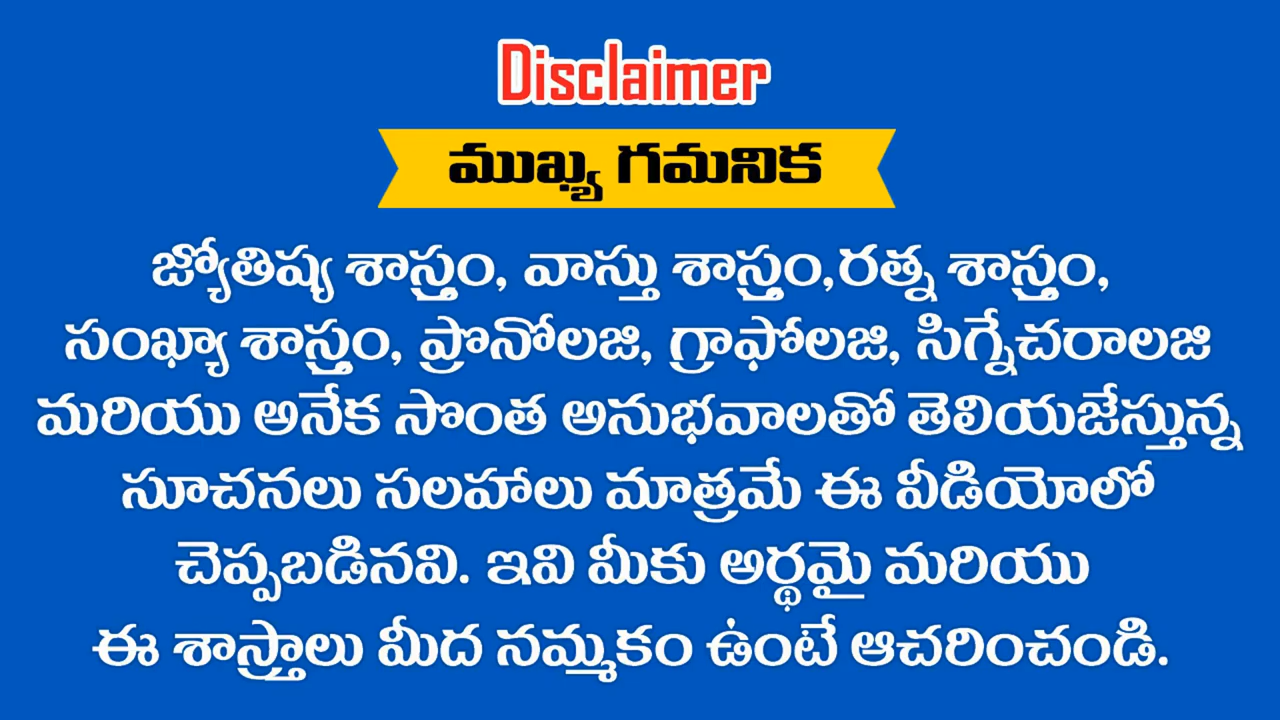 Disclaimer
ముఖ్య గమనిక
జ్యోతిష్య శాస్త్రం, వాస్తు శాస్త్రం,రత్న శాస్త్రం,
సంఖ్యా శాస్త్రం, ప్రొనోలజి, గ్రాఫోలజి, సిగ్నేచరాలజి
మరియు అనేక సొంత అనుభవాలతో తెలియజేస్తున్న
సూచనలు సలహాలు మాత్రమే ఈ వీడియోలో
చెప్పబడినవి. ఇవి మీకు అర్థమై మరియు
ఈ శాస్త్రాలు మీద నమ్మకం ఉంటే ఆచరించండి.